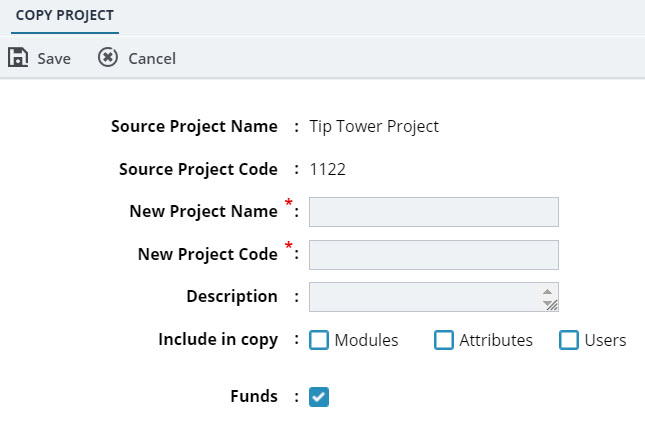 COPY PROJECT
Save Cancel
Source Project Name : Tip Tower Project
Source Project Code : 1122
New Project Name *:
New Project Code *:
Description :
Include in copy : Modules Attributes Users
Funds :